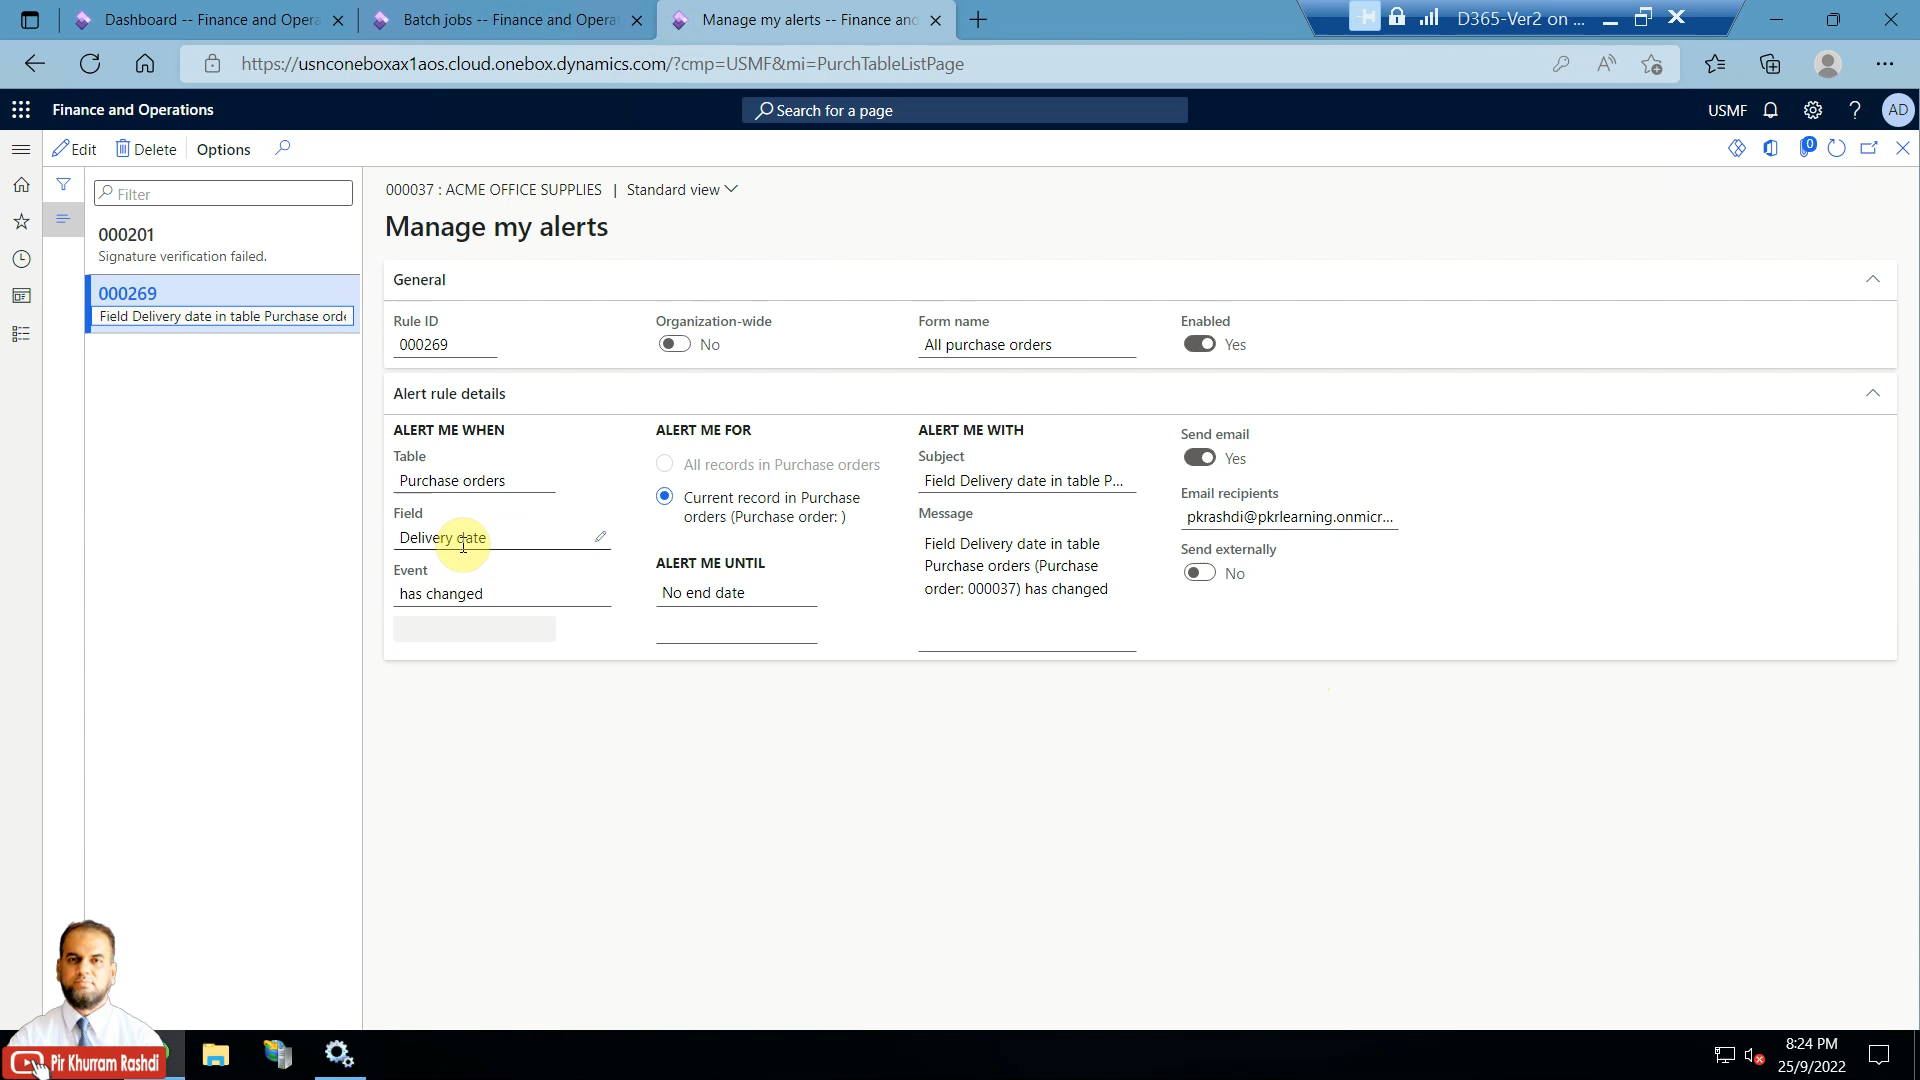 Dashboard -- Finance and Opera
Batch jobs -- Finance and Opera
Manage my alerts -- Finance and
D365-Ver2 on ...
https://usnconeboxax1aos.cloud.onebox.dynamics.com/?cmp=USMF&mi=PurchTableListPage
Finance and Operations
Search for a page
USMF
AD
Edit
Delete
Options
0
Filter
000201
Signature verification failed.
000269
Field Delivery date in table Purchase orde
000037 : ACME OFFICE SUPPLIES | Standard view
Manage my alerts
General
Rule ID
000269
Organization-wide
No
Form name
All purchase orders
Enabled
Yes
Alert rule details
ALERT ME WHEN
Table
Purchase orders
Field
Delivery date
Event
has changed
ALERT ME FOR
All records in Purchase orders
Current record in Purchase
orders (Purchase order: )
ALERT ME UNTIL
No end date
ALERT ME WITH
Subject
Field Delivery date in table P...
Message
Field Delivery date in table
Purchase orders (Purchase
order: 000037) has changed
Send email
Yes
Email recipients
pkrashdi@pkrlearning.onmicr...
Send externally
No
Pir Khurram Rashdi
8:24 PM
25/9/2022